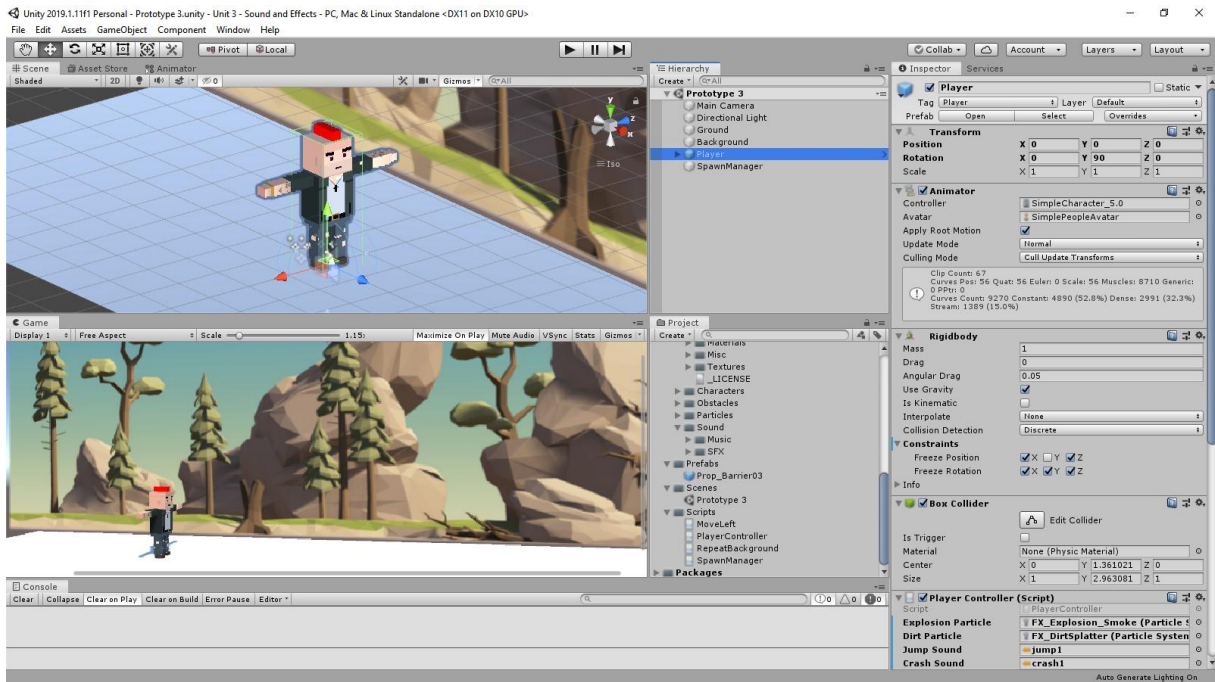 Unity 2019.1.11f1 Personal - Prototype 3.unity - Unit 3 - Sound and Effects - PC, Mac & Linux Standalone <DX11 on DX10 GPU>
File Edit Assets GameObject Component Window Help
Pivot Local Collab Account Layers Layout
Scene Asset Store Animator
Shaded 2D 0 Gizmos All
y z x
Iso
Hierarchy
Create All
Prototype 3
Main Camera
Directional Light
Ground
Background
Player
SpawnManager
Game
Display 1 Free Aspect Scale 1.15x Maximize On Play Mute Audio VSync Stats Gizmos
Project
Create
Materials
Misc
Textures
_LICENSE
Characters
Obstacles
Particles
Sound
Music
SFX
Prefabs
Prop_Barrier03
Scenes
Prototype 3
Scripts
MoveLeft
PlayerController
RepeatBackground
SpawnManager
Packages
Console
Clear Collapse Clear on Play Clear on Build Error Pause Editor 0 0 0
Inspector Services
Player Static
Tag Player Layer Default
Prefab Open Select Overrides
Transform
Position X 0 Y 0 Z 0
Rotation X 0 Y 90 Z 0
Scale X 1 Y 1 Z 1
Animator
Controller SimpleCharacter_5.0
Avatar SimplePeopleAvatar
Apply Root Motion
Update Mode Normal
Culling Mode Cull Update Transforms
Clip Count: 67
Curves Pos: 56 Quat: 56 Euler: 0 Scale: 56 Muscles: 8710 Generic:
0 PPtr: 0
Curves Count: 9270 Constant: 4890 (52.8%) Dense: 2991 (32.3%)
Stream: 1389 (15.0%)
Rigidbody
Mass 1
Drag 0
Angular Drag 0.05
Use Gravity
Is Kinematic
Interpolate None
Collision Detection Discrete
Constraints
Freeze Position X Y Z
Freeze Rotation X Y Z
Info
Box Collider
Edit Collider
Is Trigger
Material None (Physic Material)
Center X 0 Y 1.361021 Z 0
Size X 1 Y 2.963081 Z 1
Player Controller (Script)
Script PlayerController
Explosion Particle FX_Explosion_Smoke (Particle S
Dirt Particle FX_DirtSplatter (Particle System
Jump Sound jump1
Crash Sound crash1
Auto Generate Lighting On